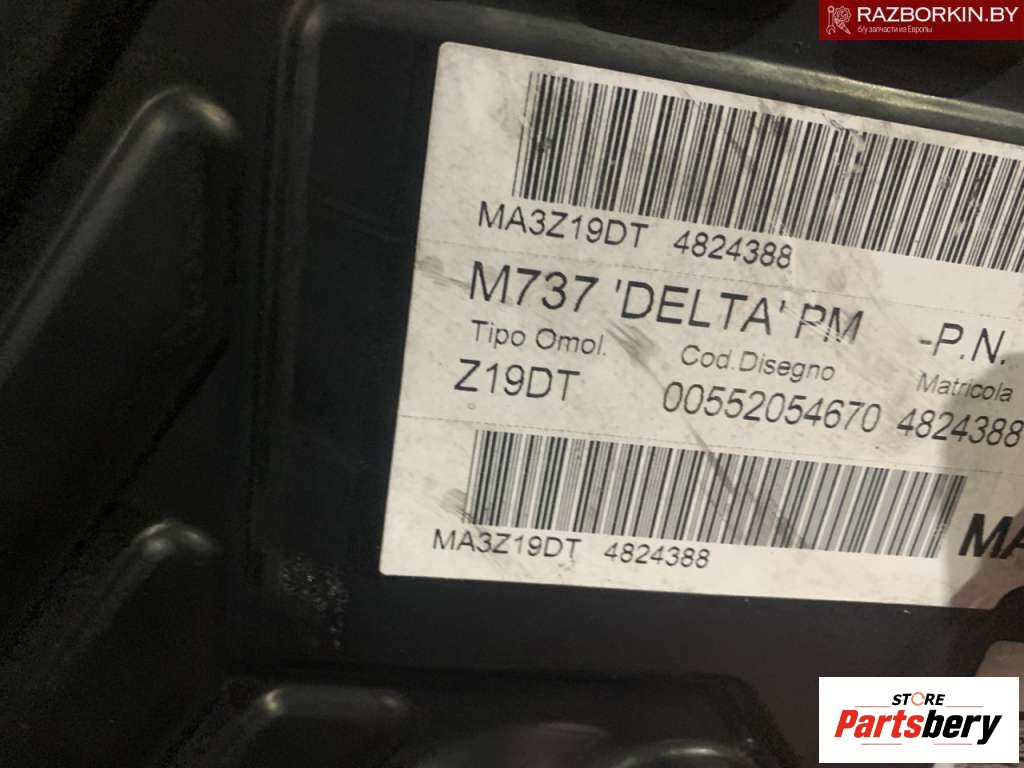 RAZBORKIN.BY
б/у запчасти из Европы
MA3Z19DT 4824388
M737 'DELTA' PM -P.N.
Tipo Omol. Cod.Disegno Matricola
Z19DT 00552054670 4824388
MA3Z19DT 4824388
MA
STORE
Partsbery